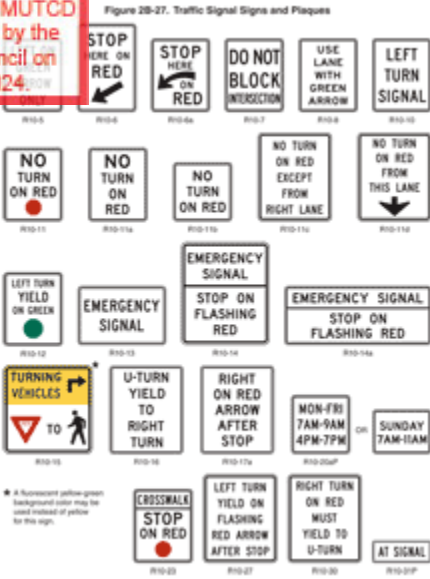 MUTCD
by the
ncil on
24.
Figure 2B-27. Traffic Signal Signs and Plaques
GREEN
ARROW
ONLY
R10-5
STOP
HERE ON
RED
R10-6
STOP
HERE
ON
RED
R10-6a
DO NOT
BLOCK
INTERSECTION
R10-7
USE
LANE
WITH
GREEN
ARROW
R10-8
LEFT
TURN
SIGNAL
R10-10
NO
TURN
ON RED
R10-11
NO
TURN
ON
RED
R10-11a
NO
TURN
ON RED
R10-11b
NO TURN
ON RED
EXCEPT
FROM
RIGHT LANE
R10-11c
NO TURN
ON RED
FROM
THIS LANE
R10-11d
LEFT TURN
YIELD
ON GREEN
R10-12
EMERGENCY
SIGNAL
R10-13
EMERGENCY
SIGNAL
STOP ON
FLASHING
RED
R10-14
EMERGENCY SIGNAL
STOP ON
FLASHING RED
R10-14a
TURNING
VEHICLES
TO
R10-15
U-TURN
YIELD
TO
RIGHT
TURN
R10-16
RIGHT
ON RED
ARROW
AFTER
STOP
R10-17a
MON-FRI
7AM-9AM
4PM-7PM
R10-20aP
OR
SUNDAY
7AM-11AM
★ A fluorescent yellow-green
background color may be
used instead of yellow
for this sign.
CROSSWALK
STOP
ON RED
R10-23
LEFT TURN
YIELD ON
FLASHING
RED ARROW
AFTER STOP
R10-27
RIGHT TURN
ON RED
MUST
YIELD TO
U-TURN
R10-30
AT SIGNAL
R10-31P